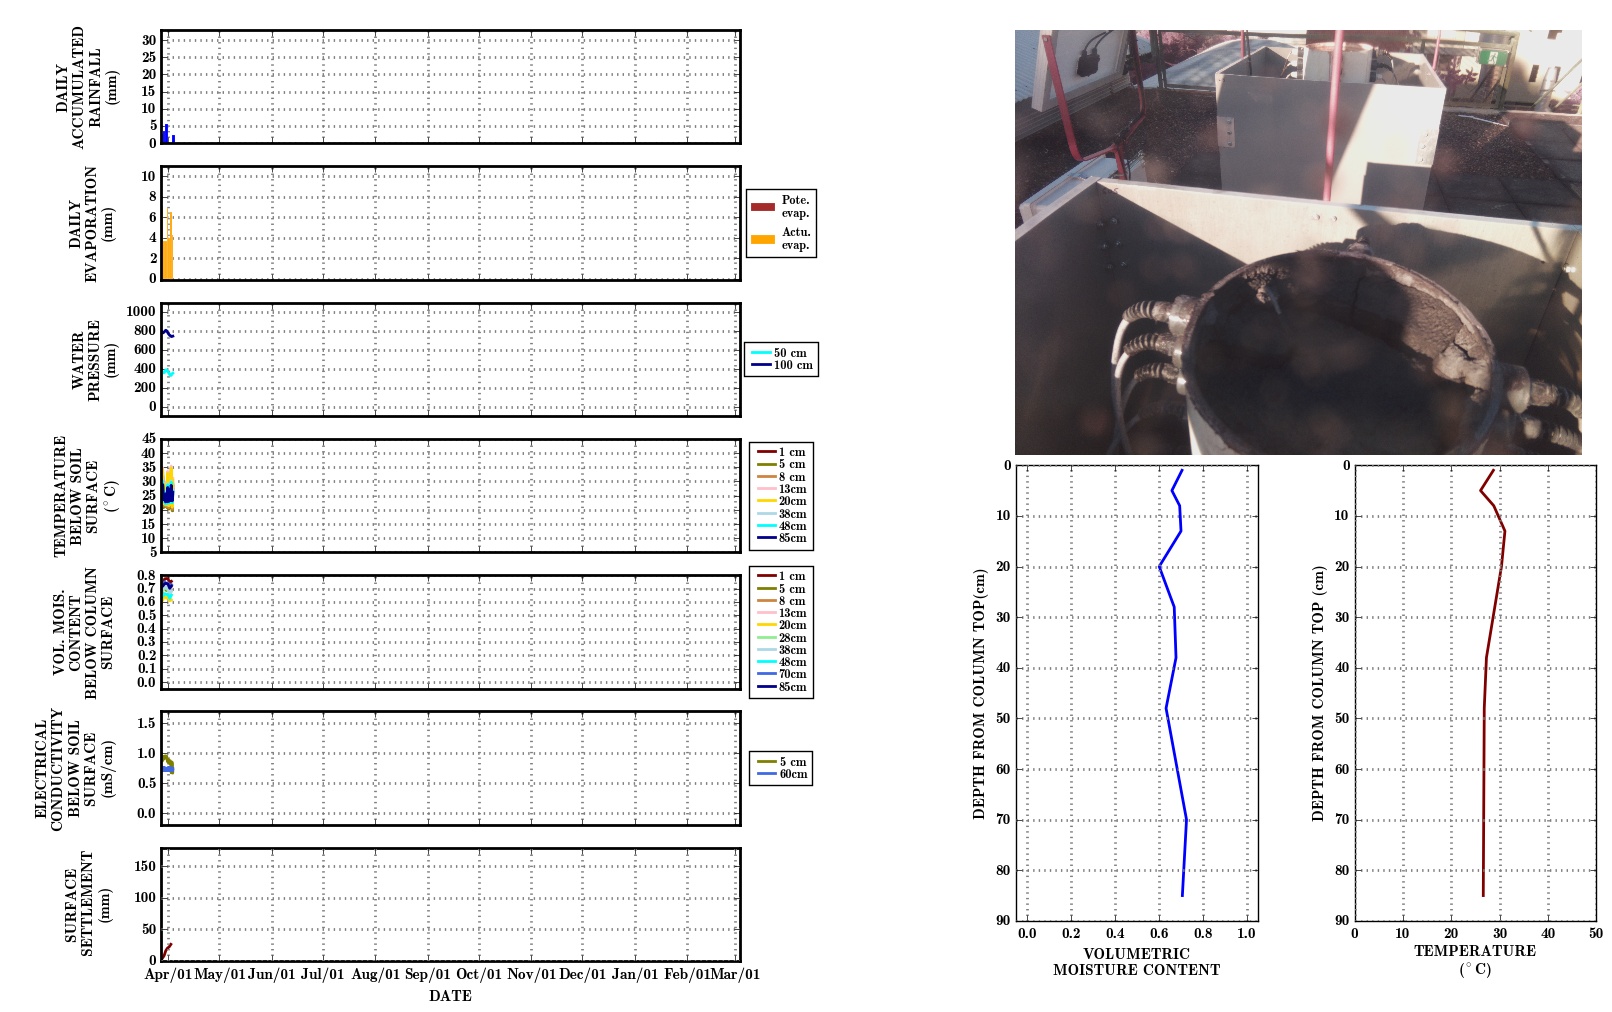 DAILY
ACCUMULATED
RAINFALL
(mm)
30
25
20
15
10
5
0
DAILY
EVAPORATION
(mm)
10
8
6
4
2
0
Pote.
evap.
Actu.
evap.
WATER
PRESSURE
(mm)
1000
800
600
400
200
0
50 cm
100 cm
TEMPERATURE
BELOW SOIL
SURFACE
(°C)
45
40
35
30
25
20
15
10
5
1 cm
5 cm
8 cm
13cm
20cm
38cm
48cm
85cm
VOL. MOIS.
CONTENT
BELOW COLUMN
SURFACE
0.8
0.7
0.6
0.5
0.4
0.3
0.2
0.1
0.0
1 cm
5 cm
8 cm
13cm
20cm
28cm
38cm
48cm
70cm
85cm
ELECTRICAL
CONDUCTIVITY
BELOW SOIL
SURFACE
(mS/cm)
1.5
1.0
0.5
0.0
5 cm
60cm
SURFACE
SETTLEMENT
(mm)
150
100
50
0
Apr/01 May/01 Jun/01 Jul/01 Aug/01 Sep/01 Oct/01 Nov/01 Dec/01 Jan/01 Feb/01 Mar/01
DATE
DEPTH FROM COLUMN TOP(cm)
0
10
20
30
40
50
60
70
80
90
0.0 0.2 0.4 0.6 0.8 1.0
VOLUMETRIC
MOISTURE CONTENT
DEPTH FROM COLUMN TOP (cm)
0
10
20
30
40
50
60
70
80
90
0 10 20 30 40 50
TEMPERATURE
(°C)